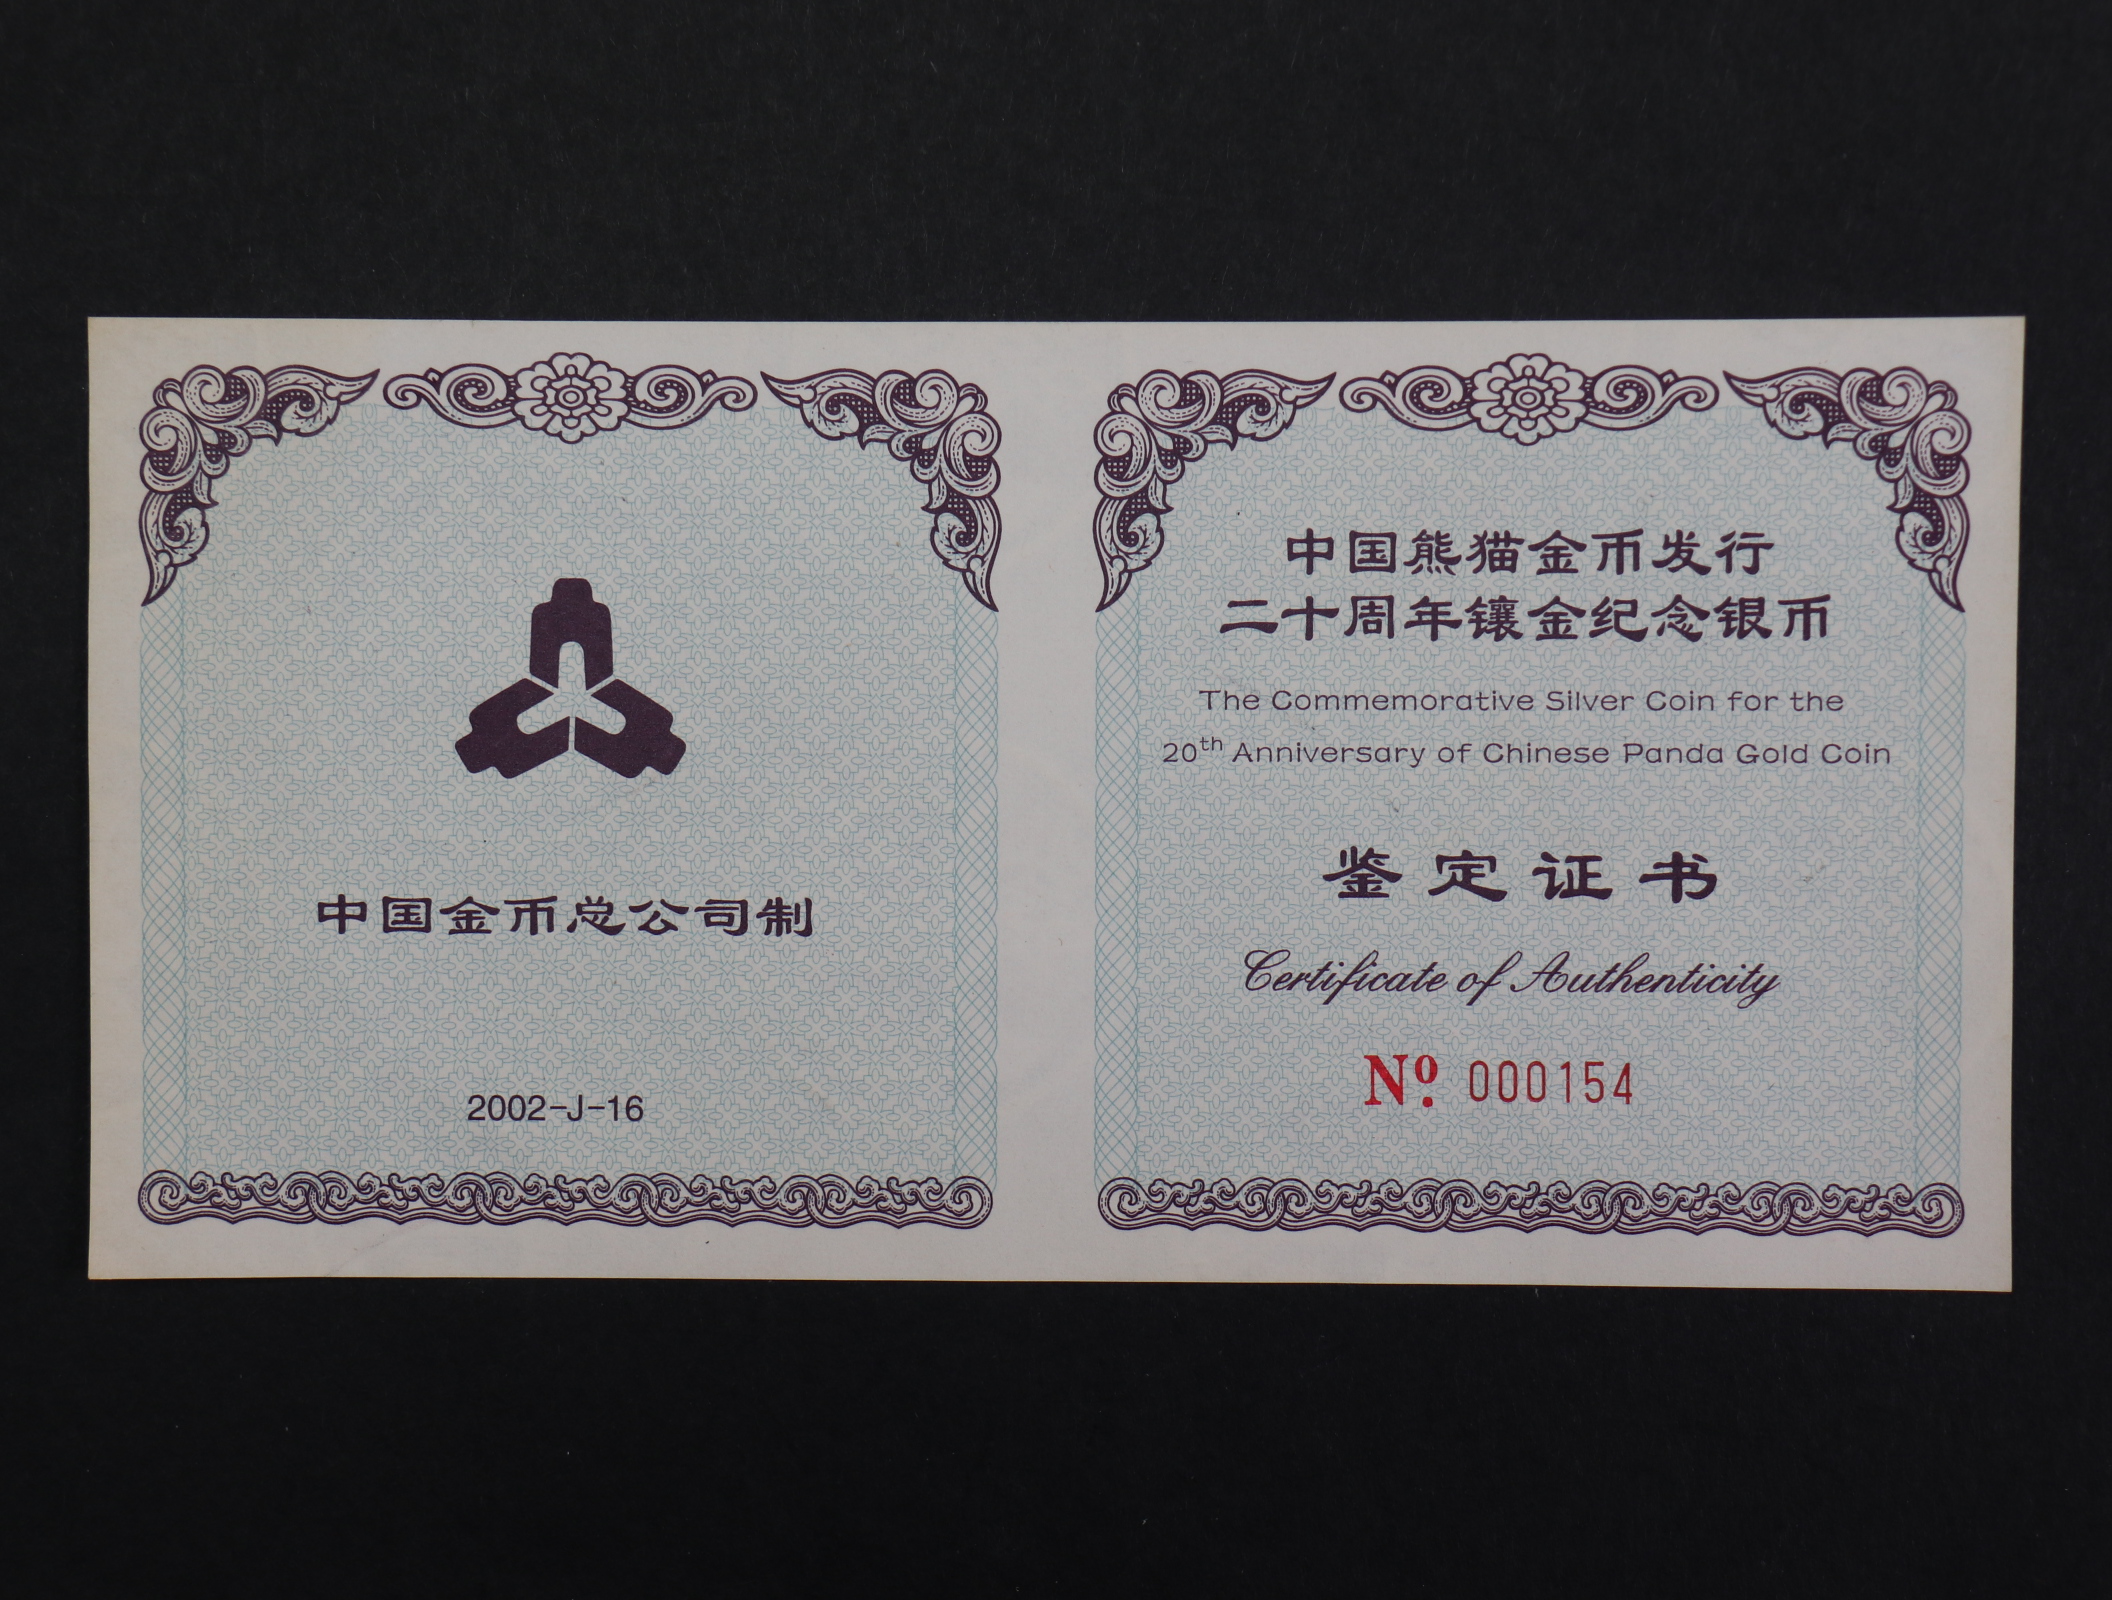 中国金币总公司制
2002-J-16
中国熊猫金币发行
二十周年镶金纪念银币
The Commemorative Silver Coin for the
20th Anniversary of Chinese Panda Gold Coin
鉴定证书
Certificate of Authenticity
Nº. 000154